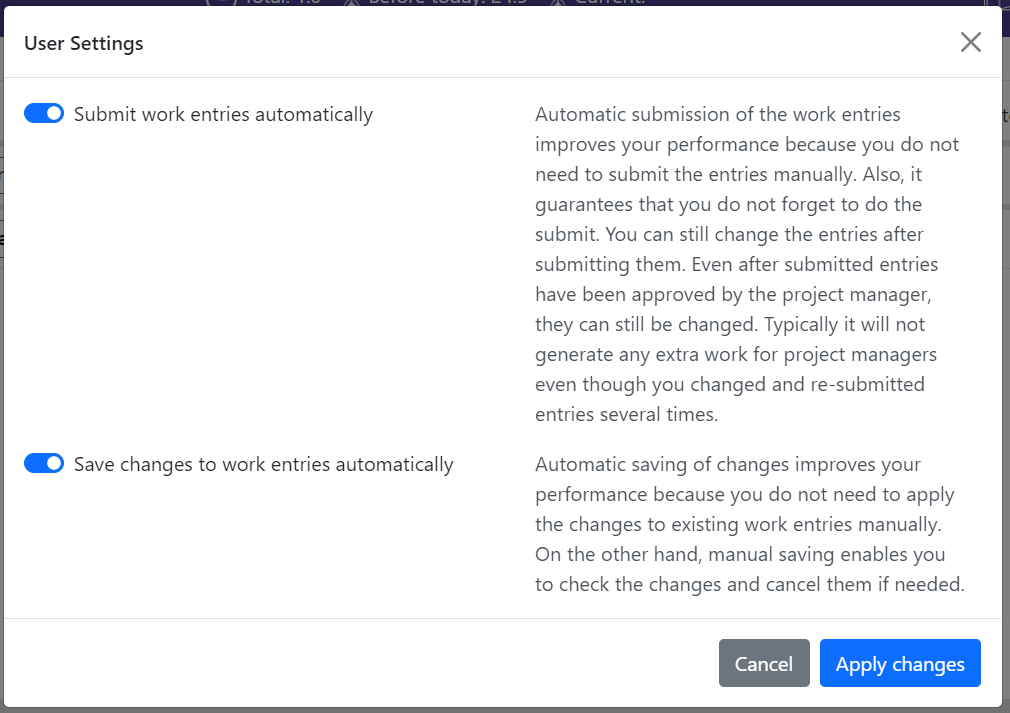 User Settings
Submit work entries automatically
Automatic submission of the work entries
improves your performance because you do not
need to submit the entries manually. Also, it
guarantees that you do not forget to do the
submit. You can still change the entries after
submitting them. Even after submitted entries
have been approved by the project manager,
they can still be changed. Typically it will not
generate any extra work for project managers
even though you changed and re-submitted
entries several times.
Save changes to work entries automatically
Automatic saving of changes improves your
performance because you do not need to apply
the changes to existing work entries manually.
On the other hand, manual saving enables you
to check the changes and cancel them if needed.
Cancel
Apply changes